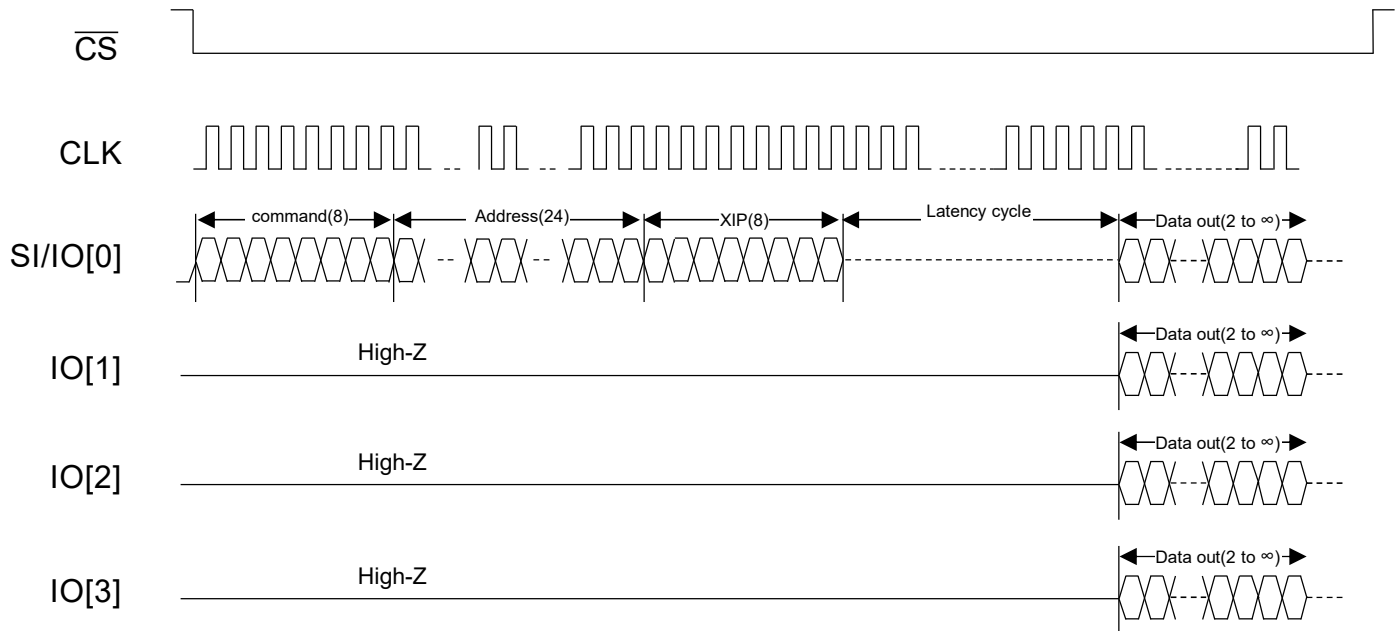 CS
CLK
command(8) Address(24) XIP(8) Latency cycle Data out(2 to ∞)
SI/IO[0]
Data out(2 to ∞)
High-Z
IO[1]
Data out(2 to ∞)
High-Z
IO[2]
Data out(2 to ∞)
High-Z
IO[3]